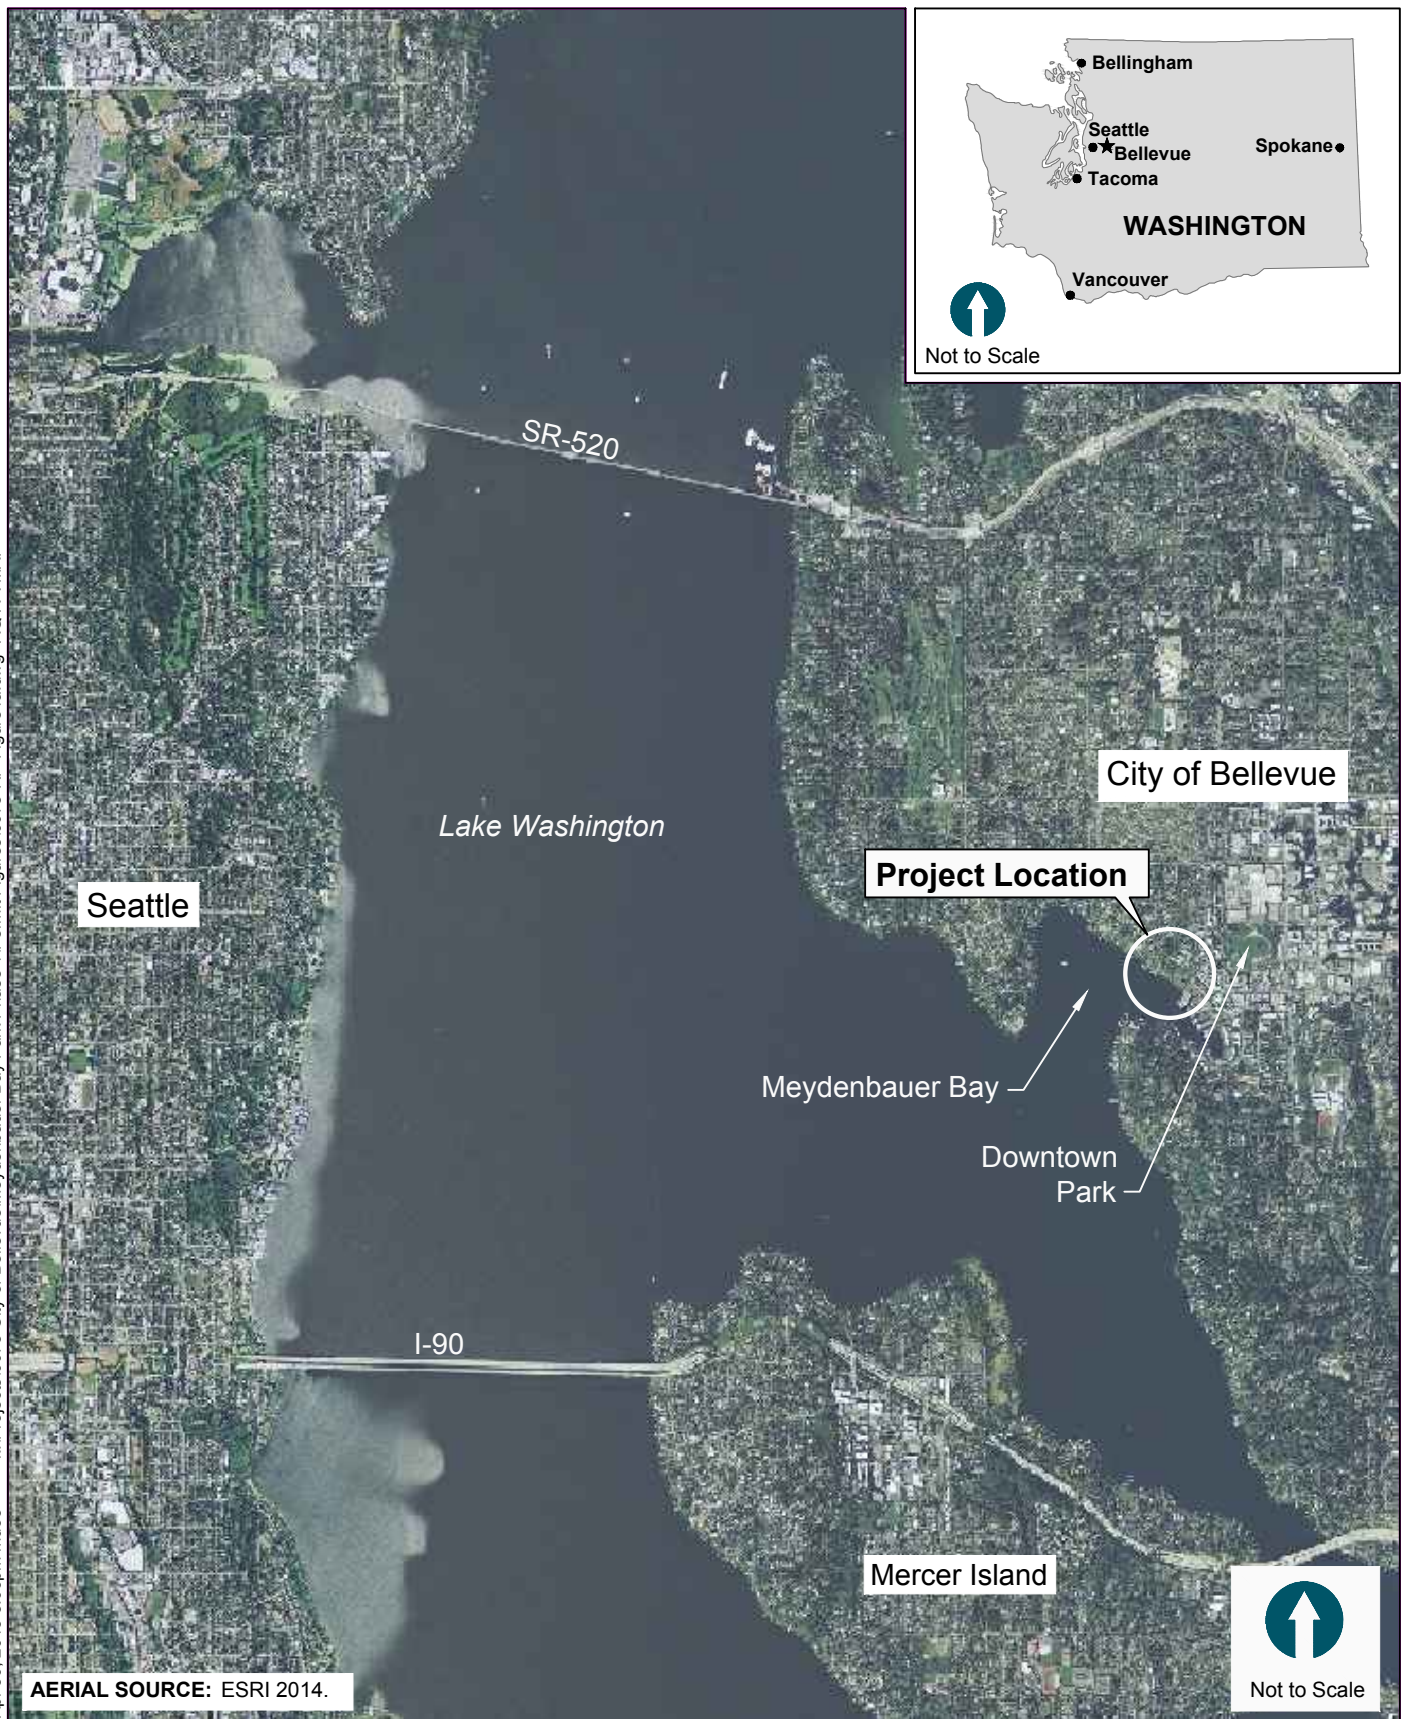 Bellingham
Seattle
Bellevue
Spokane
Tacoma
WASHINGTON
Vancouver
Not to Scale
SR-520
City of Bellevue
Lake Washington
Project Location
Seattle
Meydenbauer Bay
Downtown
Park
I-90
Mercer Island
AERIAL SOURCE: ESRI 2014.
Not to Scale